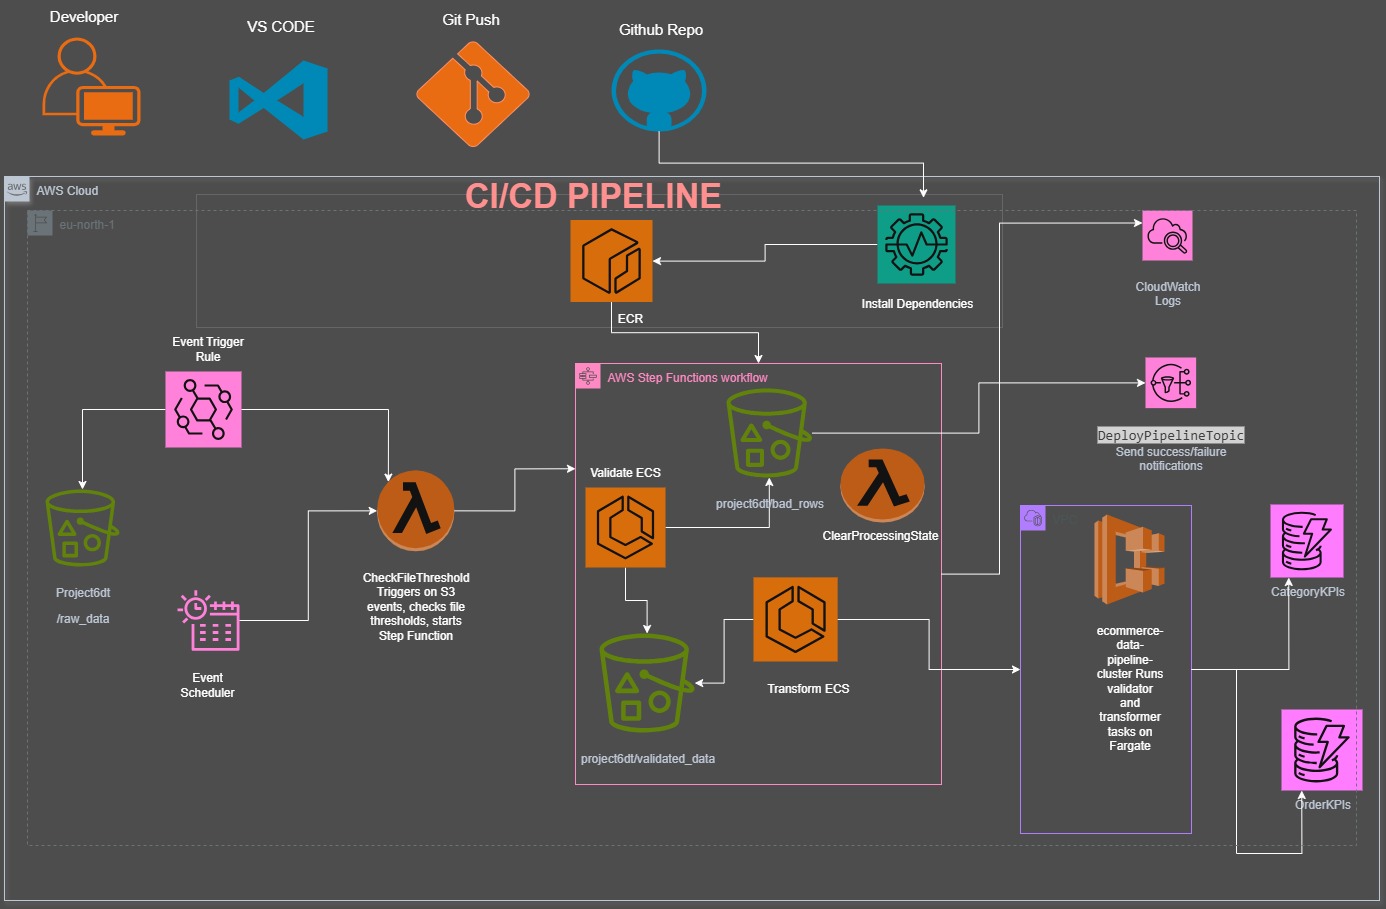 Developer
VS CODE
Git Push
Github Repo
aws
AWS Cloud
CI/CD PIPELINE
eu-north-1
Install Dependencies
ECR
CloudWatch
Logs
Event Trigger
Rule
AWS Step Functions workflow
DeployPipelineTopic
Send success/failure
notifications
Validate ECS
project6dt/bad_rows
ClearProcessingState
CheckFileThreshold
Triggers on S3
events, checks file
thresholds, starts
Step Function
Project6dt
/raw_data
Event
Scheduler
Transform ECS
project6dt/validated_data
ecommerce-
data-
pipeline-
cluster Runs
validator
and
transformer
tasks on
Fargate
CategoryKPIs
OrderKPIs